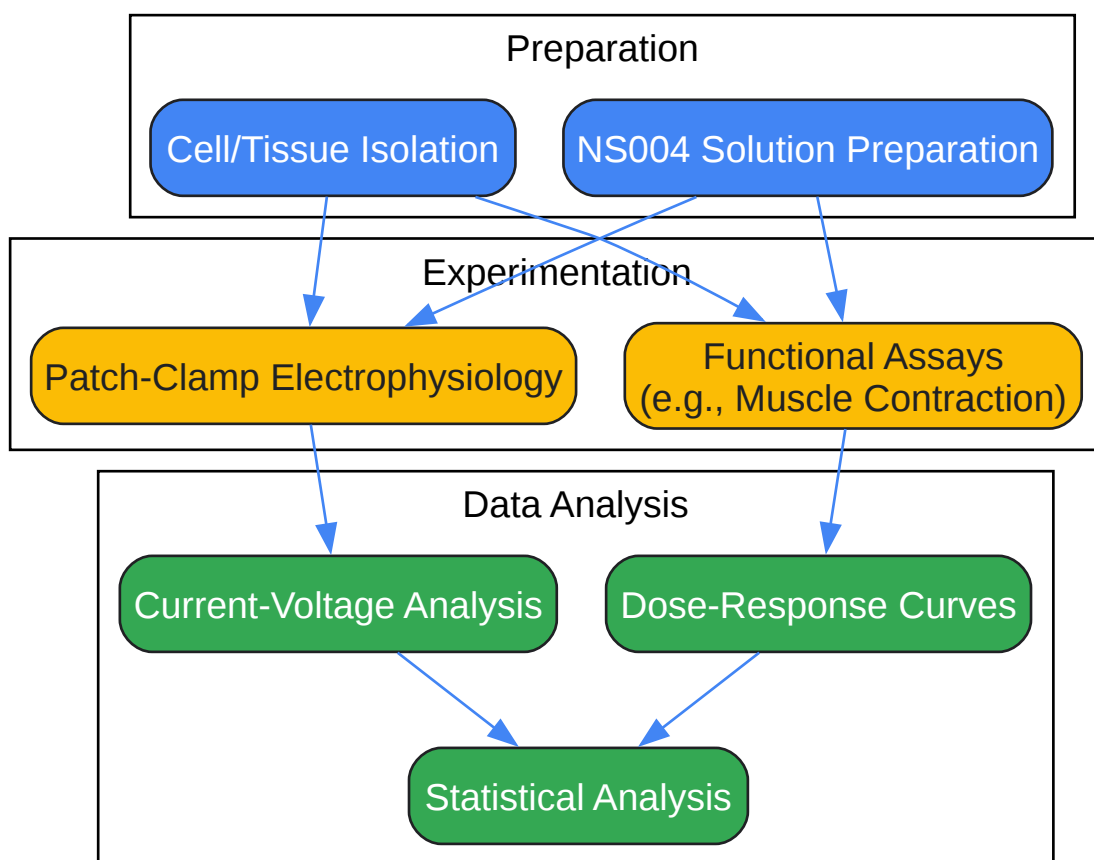 Preparation
Cell/Tissue Isolation
NS004 Solution Preparation
Experimentation
Patch-Clamp Electrophysiology
Functional Assays
(e.g., Muscle Contraction)
Data Analysis
Current-Voltage Analysis
Dose-Response Curves
Statistical Analysis